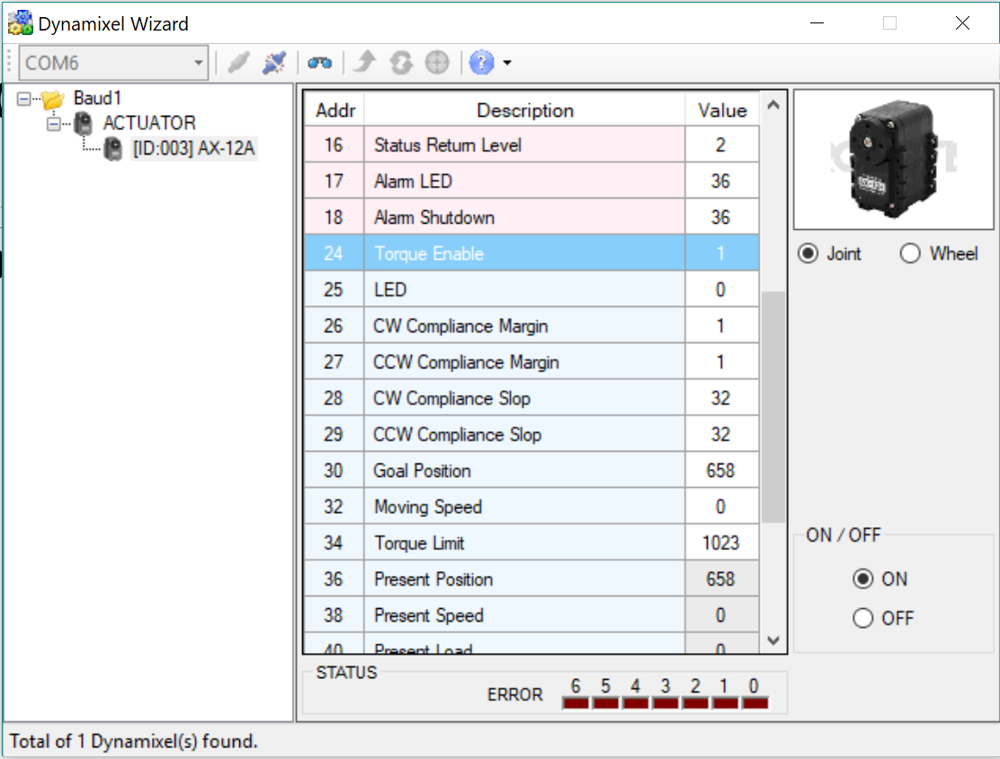 Dynamixel Wizard
COM6
Baud1
ACTUATOR
[ID:003] AX-12A
Addr Description Value
16 Status Return Level 2
17 Alarm LED 36
18 Alarm Shutdown 36
24 Torque Enable 1
25 LED 0
26 CW Compliance Margin 1
27 CCW Compliance Margin 1
28 CW Compliance Slop 32
29 CCW Compliance Slop 32
30 Goal Position 658
32 Moving Speed 0
34 Torque Limit 1023
36 Present Position 658
38 Present Speed 0
40 Present Load 0
Joint Wheel
ON / OFF
ON
OFF
STATUS
ERROR 6 5 4 3 2 1 0
Total of 1 Dynamixel(s) found.